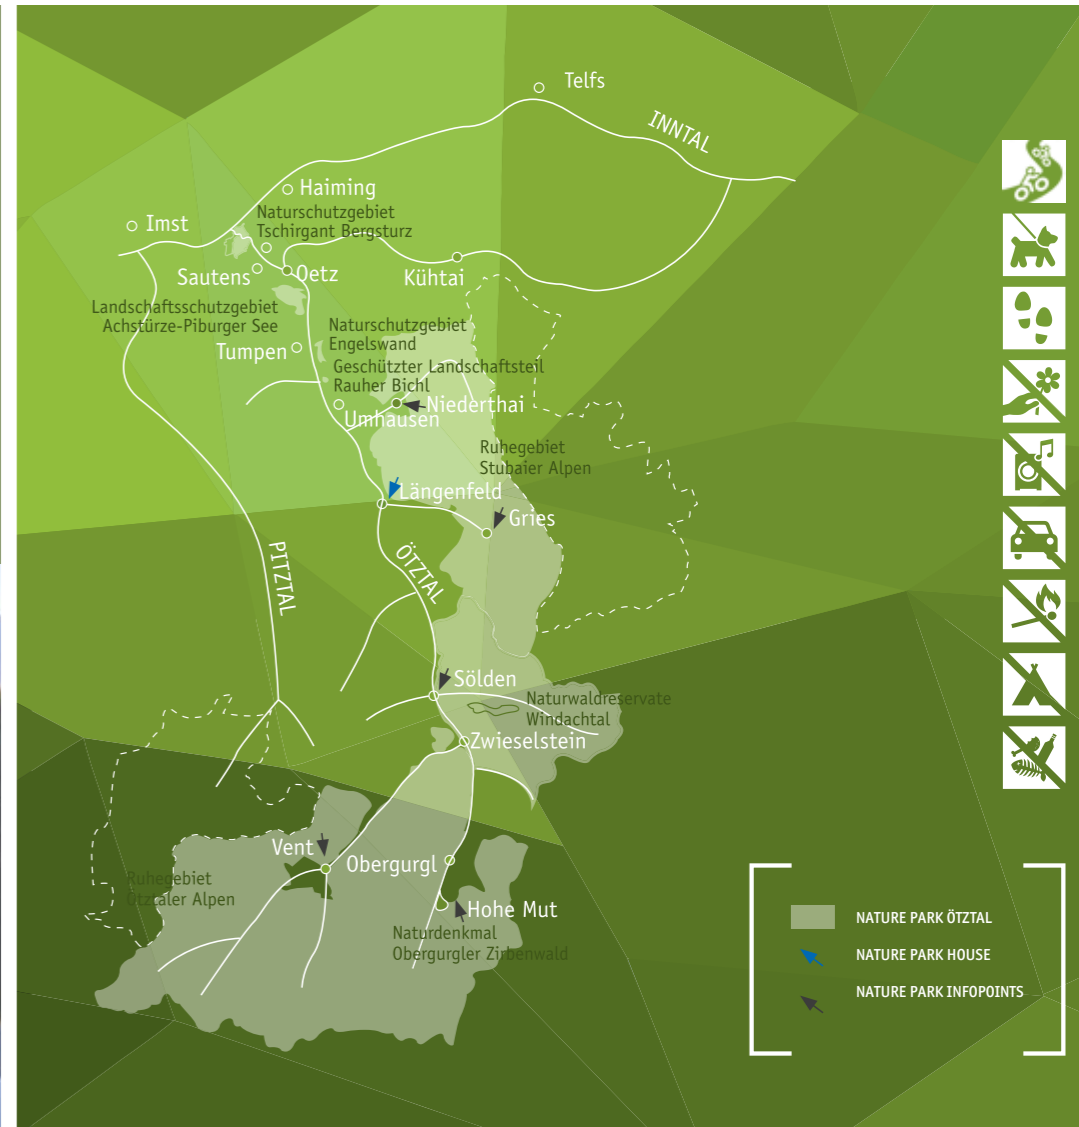 Telfs
INNTAL
Haiming
Naturschutzgebiet
Tschirgant Bergsturz
Imst
Sautens
Oetz
Kühtai
Landschaftsschutzgebiet
Achstürze-Piburger See
Naturschutzgebiet
Engelswand
Tumpen
Geschützter Landschaftsteil
Rauher Bichl
Niederthai
Umhausen
Ruhegebiet
Stubaier Alpen
Längenfeld
Gries
PITZTAL
ÖTZTAL
Sölden
Naturwaldreservate
Windachtal
Zwieselstein
Vent
Obergurgl
Ruhegebiet
Ötztaler Alpen
Hohe Mut
Naturdenkmal
Obergurgler Zirbenwald
NATURE PARK ÖTZTAL
NATURE PARK HOUSE
NATURE PARK INFOPOINTS